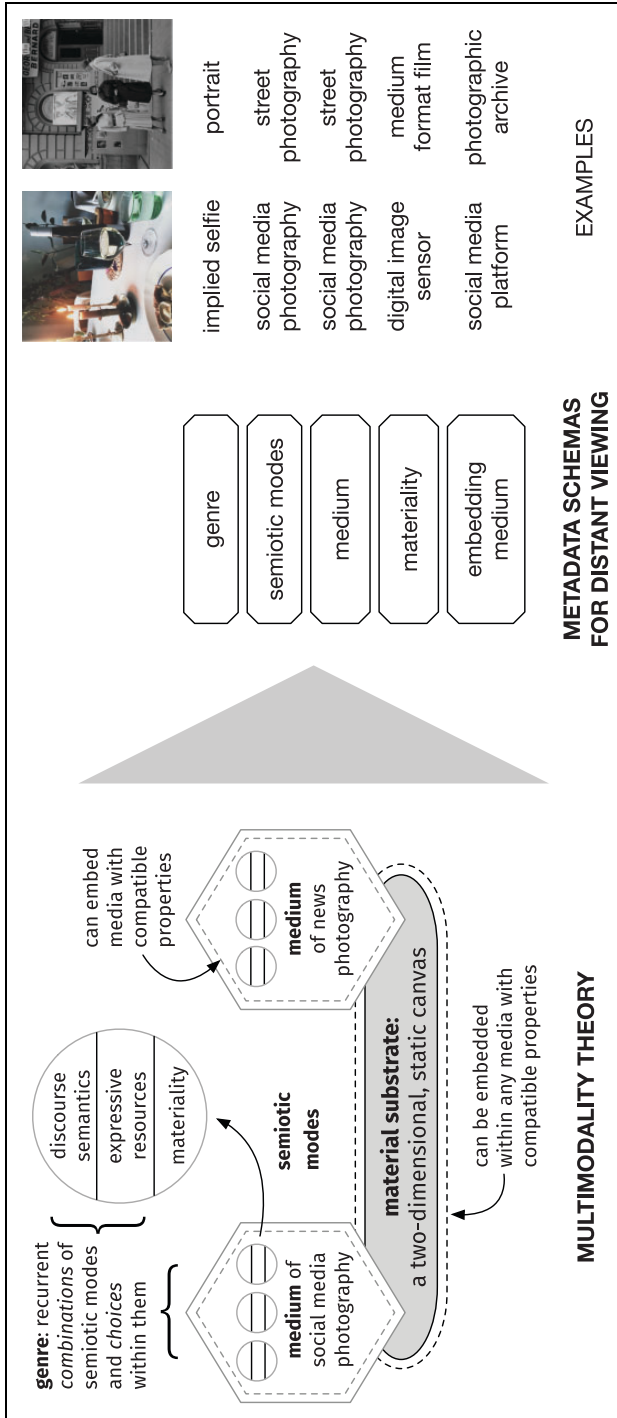 genre: recurrent
combinations of
semiotic modes
and choices
within them
discourse
semantics
expressive
resources
materiality
can embed
media with
compatible
properties
semiotic
modes
medium of
social media
photography
medium
of news
photography
material substrate:
a two-dimensional, static canvas
can be embedded
within any media with
compatible properties
MULTIMODALITY THEORY
genre
semiotic modes
medium
materiality
embedding
medium
METADATA SCHEMAS
FOR DISTANT VIEWING
implied selfie
social media
photography
social media
photography
digital image
sensor
social media
platform
BERNARD
portrait
street
photography
street
photography
medium
format film
photographic
archive
EXAMPLES